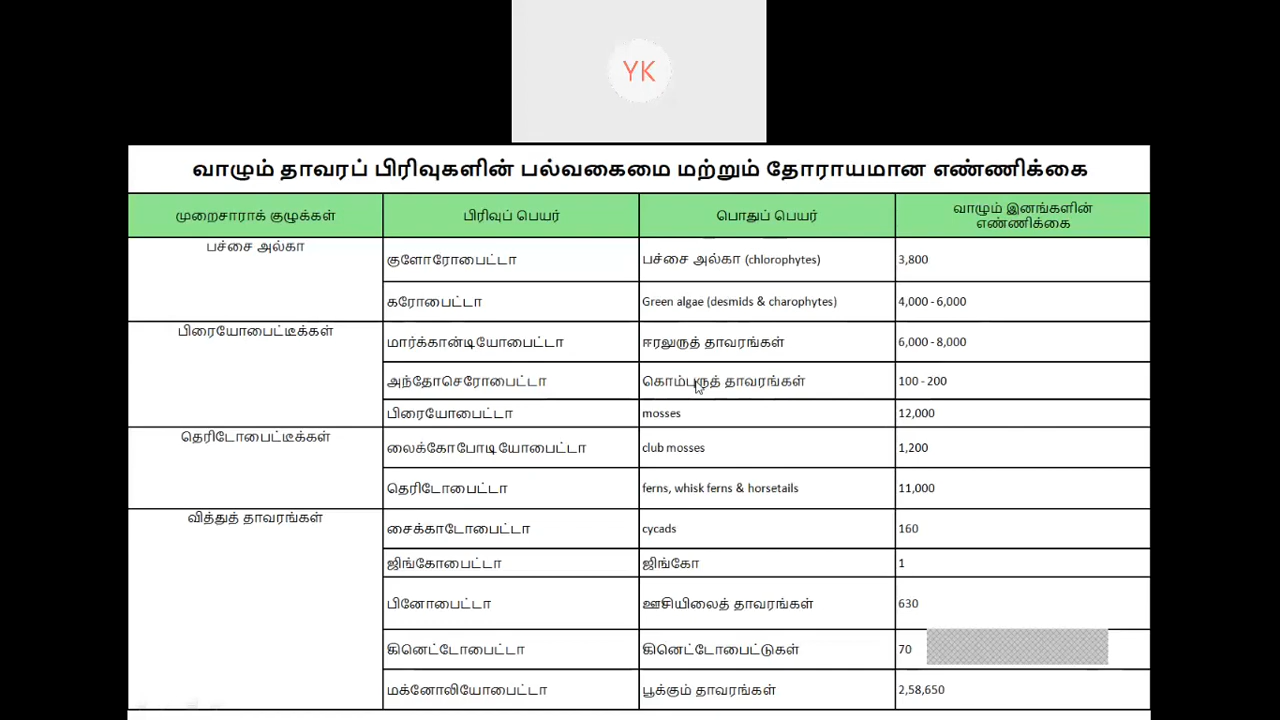 YK
வாழும் தாவரப் பிரிவுகளின் பல்வகைமை மற்றும் தோராயமான எண்ணிக்கை
முறைசாராக் குழுக்கள் பிரிவுப் பெயர் பொதுப் பெயர் வாழும் இனங்களின்
எண்ணிக்கை
பச்சை அல்கா
குளோரோபைட்டா பச்சை அல்கா (chlorophytes) 3,800
கரோபைட்டா Green algae (desmids & charophytes) 4,000 - 6,000
பிரையோபைட்டீக்கள்
மார்க்கான்டியோபைட்டா ஈரலுருத் தாவரங்கள் 6,000 - 8,000
அந்தோசெரோபைட்டா கொம்புருத் தாவரங்கள் 100 - 200
பிரையோபைட்டா mosses 12,000
தெரிடோபைட்டீக்கள்
லைக்கோபோடியோபைட்டா club mosses 1,200
தெரிடோபைட்டா ferns, whisk ferns & horsetails 11,000
வித்துத் தாவரங்கள்
சைக்காடோபைட்டா cycads 160
ஜிங்கோபைட்டா ஜிங்கோ 1
பினோபைட்டா ஊசியிலைத் தாவரங்கள் 630
கினெட்டோபைட்டா கினெட்டோபைட்டுகள் 70
மக்னோலியோபைட்டா பூக்கும் தாவரங்கள் 2,58,650